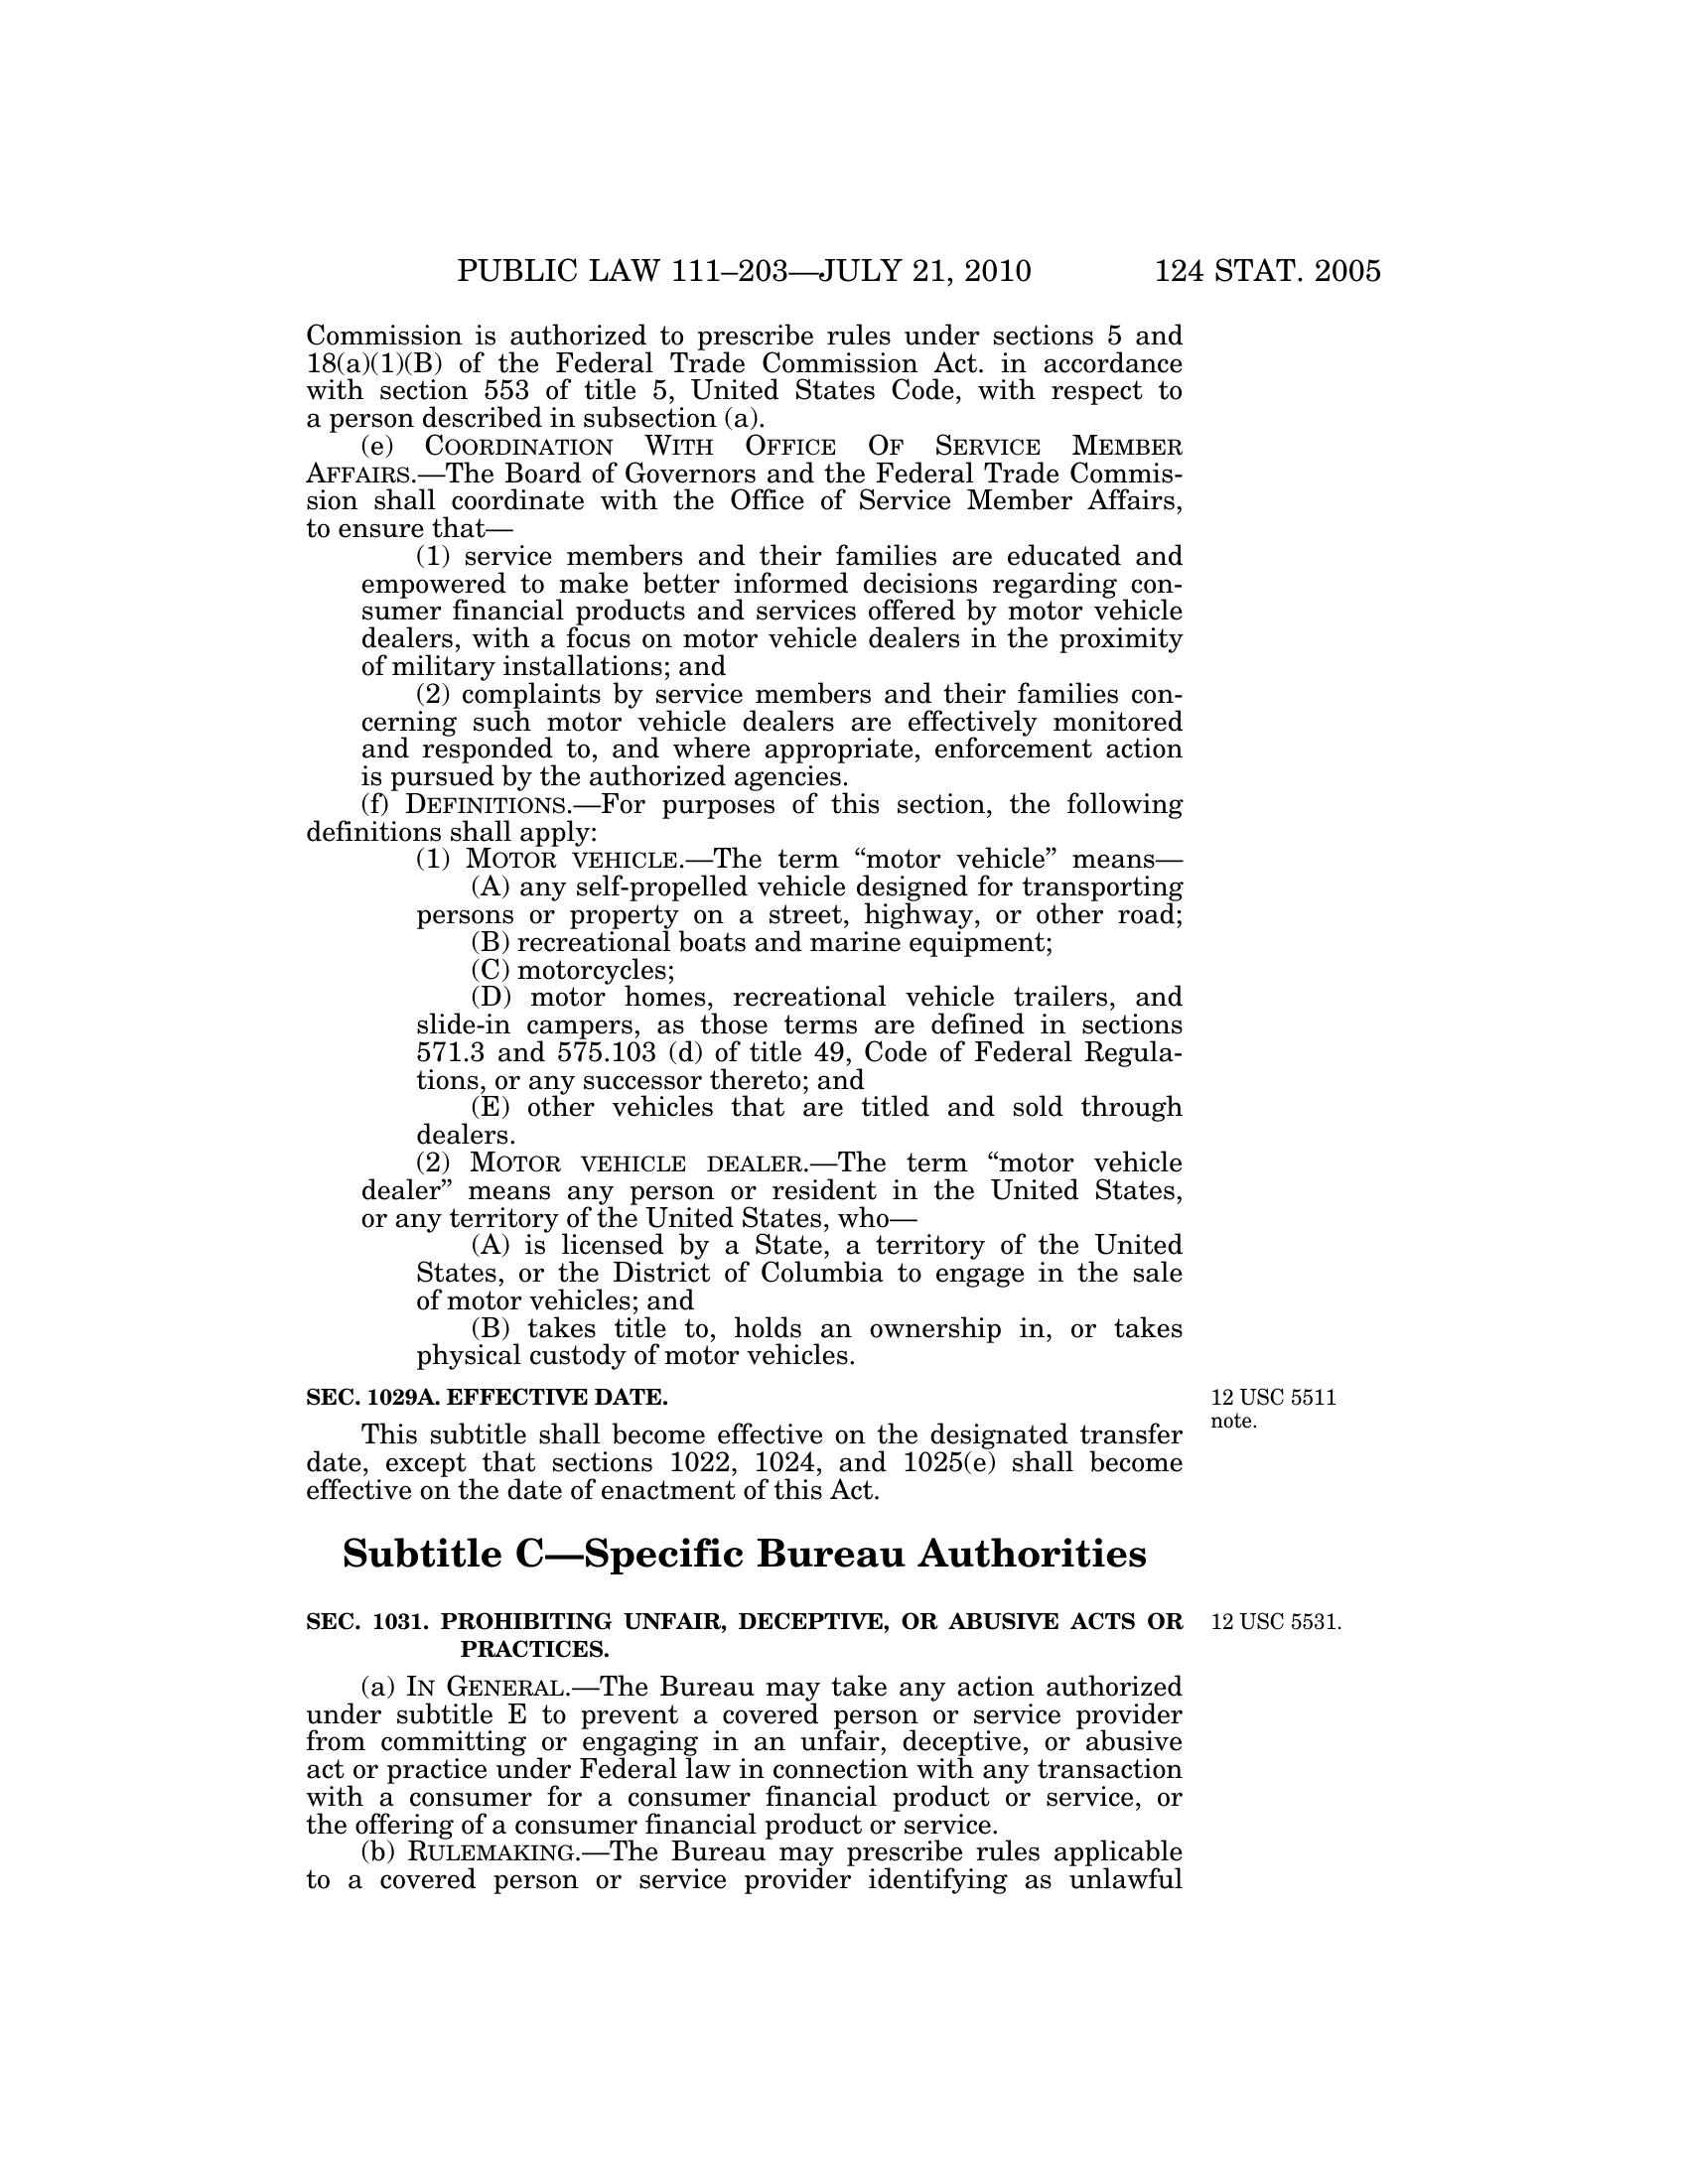 PUBLIC LAW 111–203—JULY 21, 2010 124 STAT. 2005
Commission is authorized to prescribe rules under sections 5 and
18(a)(1)(B) of the Federal Trade Commission Act. in accordance
with section 553 of title 5, United States Code, with respect to
a person described in subsection (a).
(e) COORDINATION WITH OFFICE OF SERVICE MEMBER
AFFAIRS.—The Board of Governors and the Federal Trade Commis-
sion shall coordinate with the Office of Service Member Affairs,
to ensure that—
(1) service members and their families are educated and
empowered to make better informed decisions regarding con-
sumer financial products and services offered by motor vehicle
dealers, with a focus on motor vehicle dealers in the proximity
of military installations; and
(2) complaints by service members and their families con-
cerning such motor vehicle dealers are effectively monitored
and responded to, and where appropriate, enforcement action
is pursued by the authorized agencies.
(f) DEFINITIONS.—For purposes of this section, the following
definitions shall apply:
(1) MOTOR VEHICLE.—The term “motor vehicle” means—
(A) any self-propelled vehicle designed for transporting
persons or property on a street, highway, or other road;
(B) recreational boats and marine equipment;
(C) motorcycles;
(D) motor homes, recreational vehicle trailers, and
slide-in campers, as those terms are defined in sections
571.3 and 575.103 (d) of title 49, Code of Federal Regula-
tions, or any successor thereto; and
(E) other vehicles that are titled and sold through
dealers.
(2) MOTOR VEHICLE DEALER.—The term “motor vehicle
dealer” means any person or resident in the United States,
or any territory of the United States, who—
(A) is licensed by a State, a territory of the United
States, or the District of Columbia to engage in the sale
of motor vehicles; and
(B) takes title to, holds an ownership in, or takes
physical custody of motor vehicles.
SEC. 1029A. EFFECTIVE DATE.
12 USC 5511
note.
This subtitle shall become effective on the designated transfer
date, except that sections 1022, 1024, and 1025(e) shall become
effective on the date of enactment of this Act.
Subtitle C—Specific Bureau Authorities
SEC. 1031. PROHIBITING UNFAIR, DECEPTIVE, OR ABUSIVE ACTS OR
PRACTICES.
12 USC 5531.
(a) IN GENERAL.—The Bureau may take any action authorized
under subtitle E to prevent a covered person or service provider
from committing or engaging in an unfair, deceptive, or abusive
act or practice under Federal law in connection with any transaction
with a consumer for a consumer financial product or service, or
the offering of a consumer financial product or service.
(b) RULEMAKING.—The Bureau may prescribe rules applicable
to a covered person or service provider identifying as unlawful